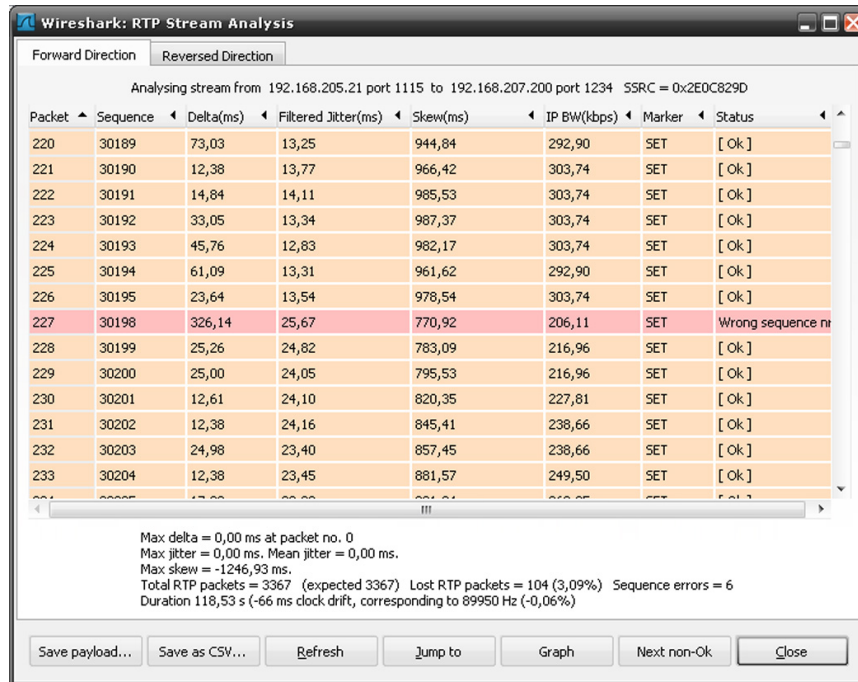 Wireshark: RTP Stream Analysis
Forward Direction Reversed Direction
Analysing stream from 192.168.205.21 port 1115 to 192.168.207.200 port 1234 SSRC = 0x2E0C829D
Packet Sequence Delta(ms) Filtered Jitter(ms) Skew(ms) IP BW(kbps) Marker Status
220 30189 73,03 13,25 944,84 292,90 SET [ Ok ]
221 30190 12,38 13,77 966,42 303,74 SET [ Ok ]
222 30191 14,84 14,11 985,53 303,74 SET [ Ok ]
223 30192 33,05 13,34 987,37 303,74 SET [ Ok ]
224 30193 45,76 12,83 982,17 303,74 SET [ Ok ]
225 30194 61,09 13,31 961,62 292,90 SET [ Ok ]
226 30195 23,64 13,54 978,54 303,74 SET [ Ok ]
227 30198 326,14 25,67 770,92 206,11 SET Wrong sequence nr
228 30199 25,26 24,82 783,09 216,96 SET [ Ok ]
229 30200 25,00 24,05 795,53 216,96 SET [ Ok ]
230 30201 12,61 24,10 820,35 227,81 SET [ Ok ]
231 30202 12,38 24,16 845,41 238,66 SET [ Ok ]
232 30203 24,98 23,40 857,45 238,66 SET [ Ok ]
233 30204 12,38 23,45 881,57 249,50 SET [ Ok ]
Max delta = 0,00 ms at packet no. 0
Max jitter = 0,00 ms. Mean jitter = 0,00 ms.
Max skew = -1246,93 ms.
Total RTP packets = 3367 (expected 3367) Lost RTP packets = 104 (3,09%) Sequence errors = 6
Duration 118,53 s (-66 ms clock drift, corresponding to 89950 Hz (-0,06%)
Save payload... Save as CSV... Refresh Jump to Graph Next non-Ok Close